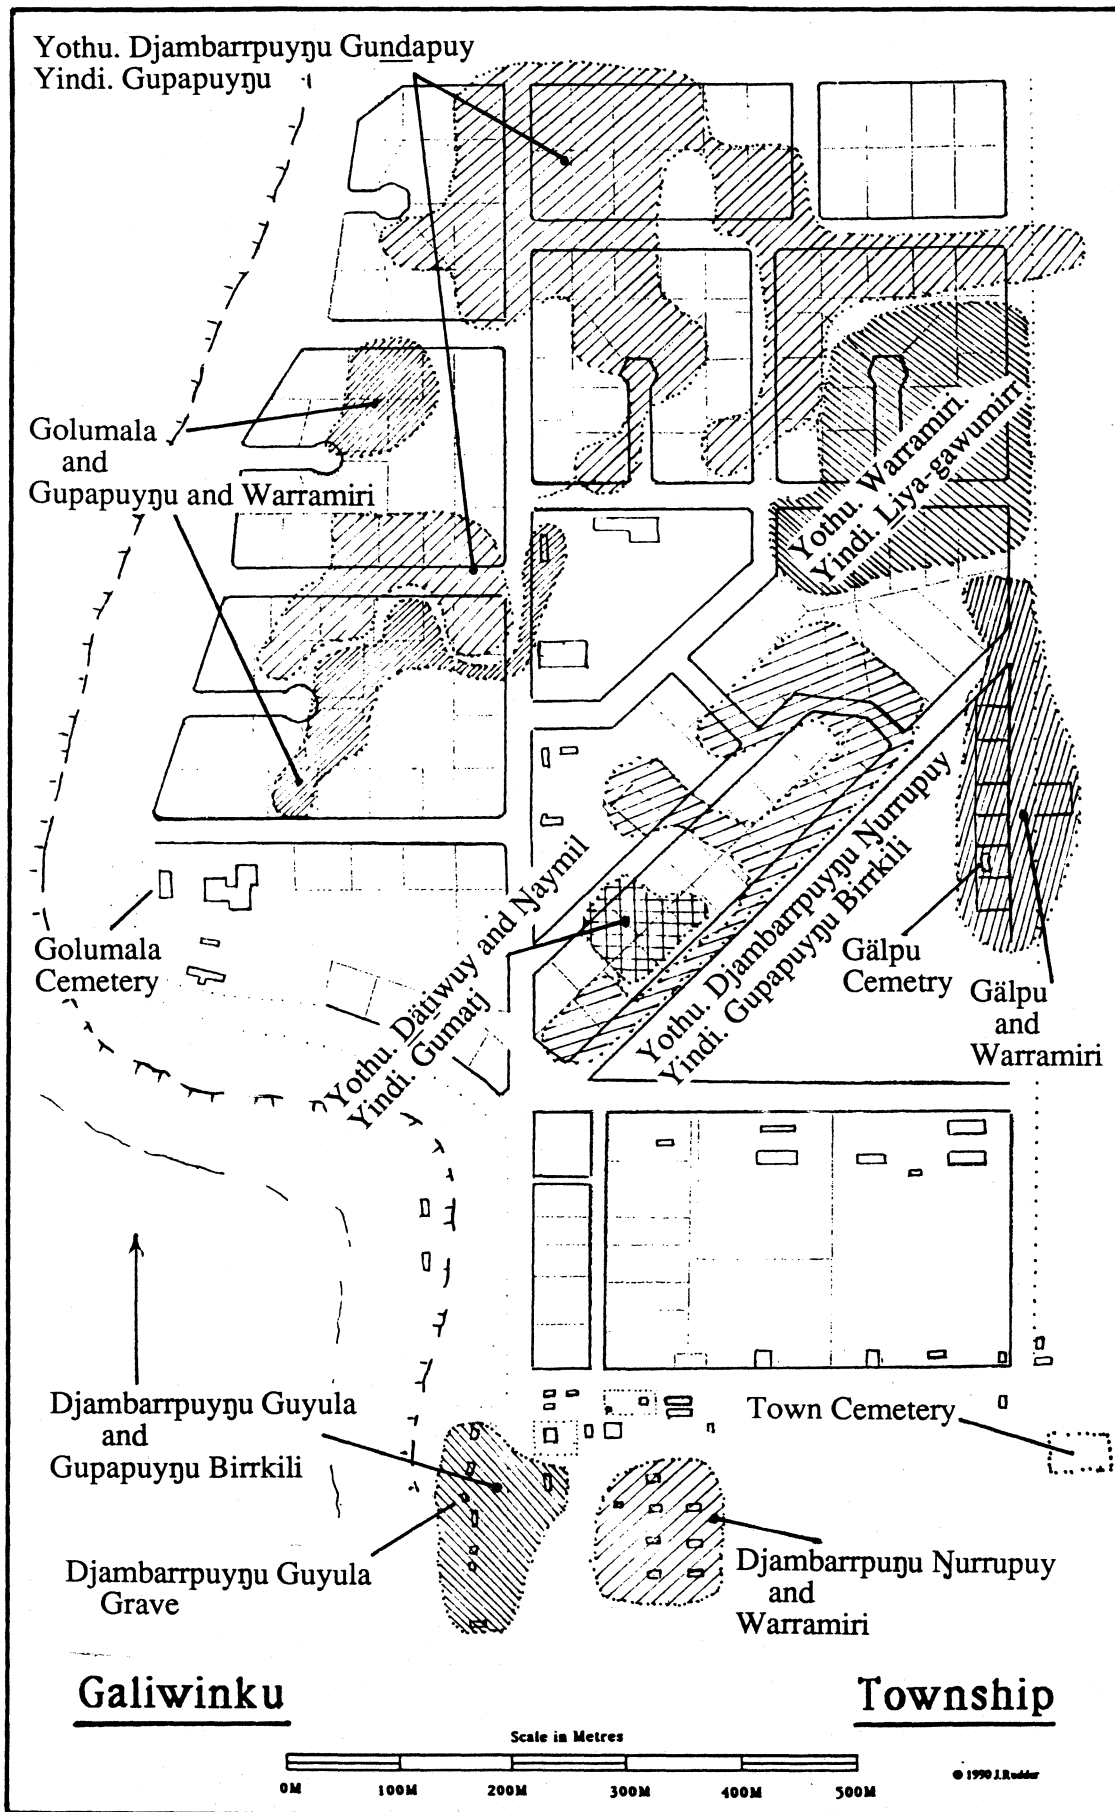 Yothu. Djambarrpuyŋu Gundapuy
Yindi. Gupapuyŋu
Golumala
and
Gupapuyŋu and Warramiri
Yothu. Warramiri
Yindi. Liya-gawumirr
Golumala
Cemetery
Yothu. Dätiwuy and Ŋaymil
Yindi. Gumatj
Yothu. Djambarrpuyŋu Ŋurrupuy
Yindi. Gupapuyŋu Birrkili
Gälpu
Cemetry
Gälpu
and
Warramiri
Djambarrpuyŋu Guyula
and
Gupapuyŋu Birrkili
Town Cemetery
Djambarrpuyŋu Guyula
Grave
Djambarrpuŋu Ŋurrupuy
and
Warramiri
Galiwinku Township
Scale in Metres
0M 100M 200M 300M 400M 500M
© 1990 J.Rudder